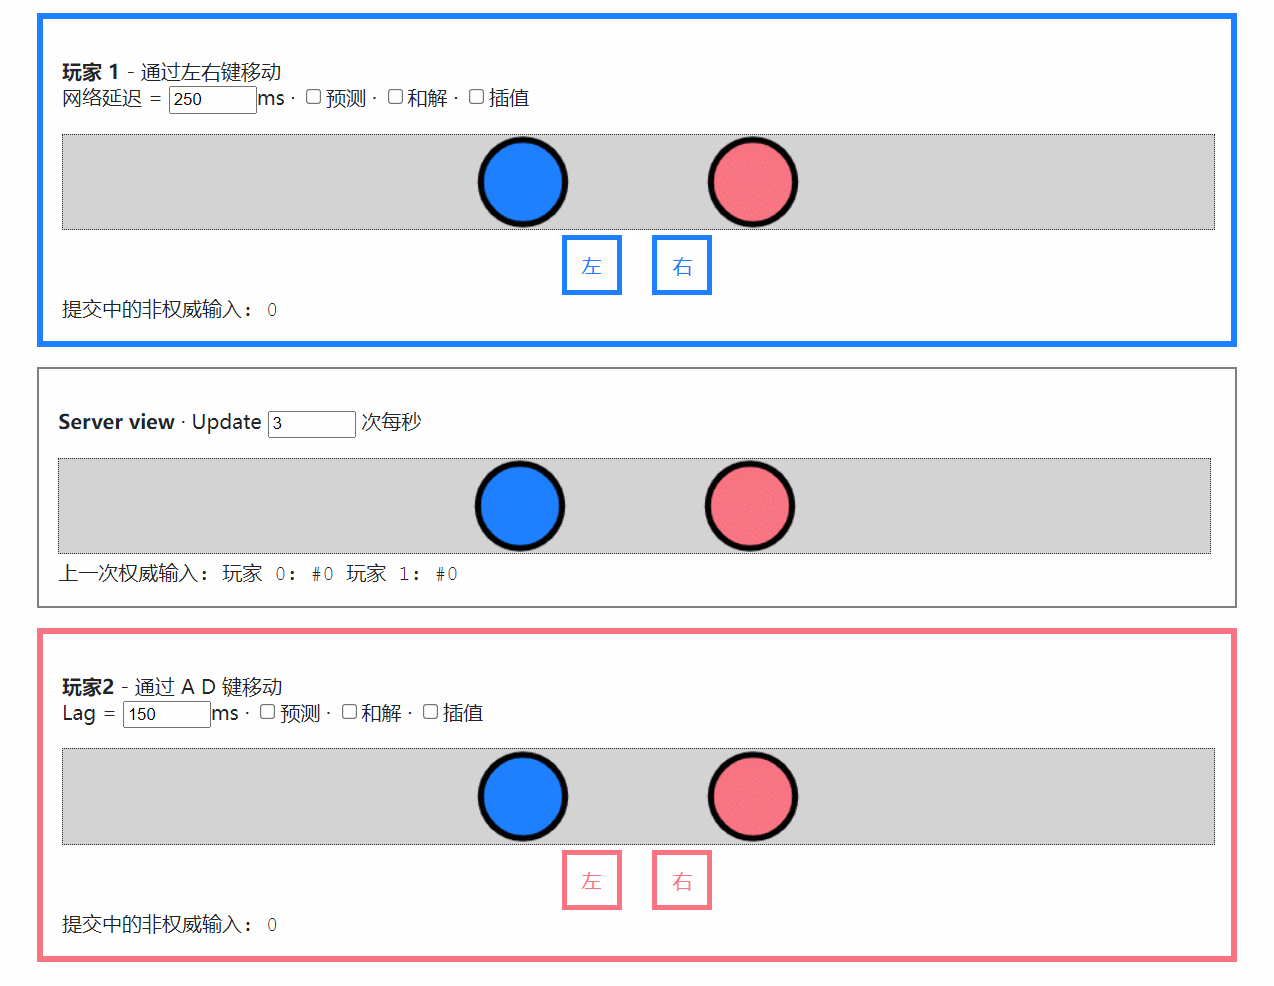 玩家 1 - 通过左右键移动
网络延迟 = 250 ms · 预测 · 和解 · 插值
左 右
提交中的非权威输入: 0
Server view · Update 3 次每秒
上一次权威输入: 玩家 0: #0 玩家 1: #0
玩家2 - 通过 A D 键移动
Lag = 150 ms · 预测 · 和解 · 插值
左 右
提交中的非权威输入: 0